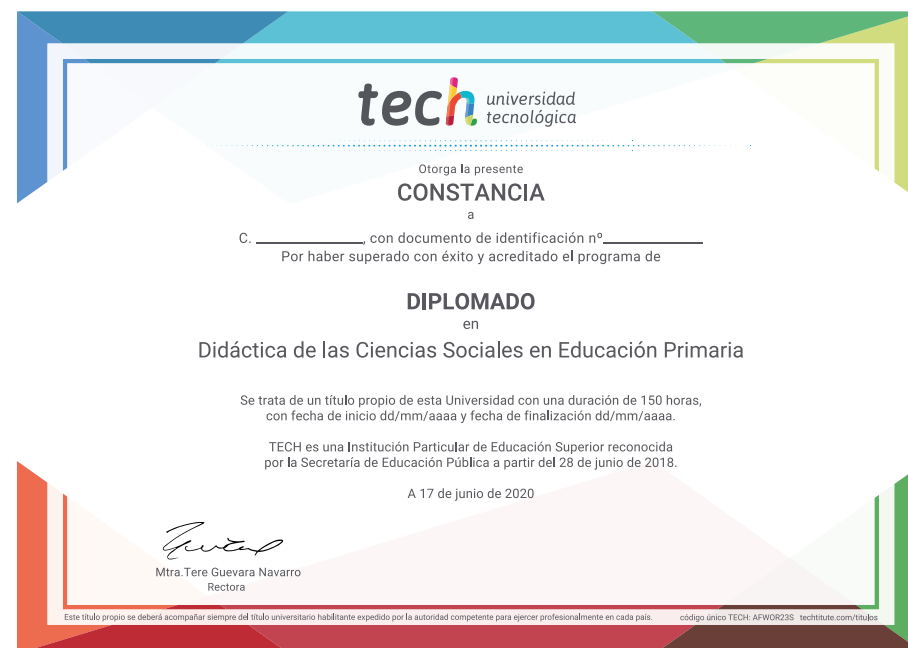 tech universidad
tecnológica
Otorga la presente
CONSTANCIA
a
C. ____________, con documento de identificación nº____________
Por haber superado con éxito y acreditado el programa de
DIPLOMADO
en
Didáctica de las Ciencias Sociales en Educación Primaria
Se trata de un título propio de esta Universidad con una duración de 150 horas,
con fecha de inicio dd/mm/aaaa y fecha de finalización dd/mm/aaaa.
TECH es una Institución Particular de Educación Superior reconocida
por la Secretaría de Educación Pública a partir del 28 de junio de 2018.
A 17 de junio de 2020
Mtra.Tere Guevara Navarro
Rectora
Este título propio se deberá acompañar siempre del título universitario habilitante expedido por la autoridad competente para ejercer profesionalmente en cada país. código único TECH: AFWOR23S techtitute.com/titulos